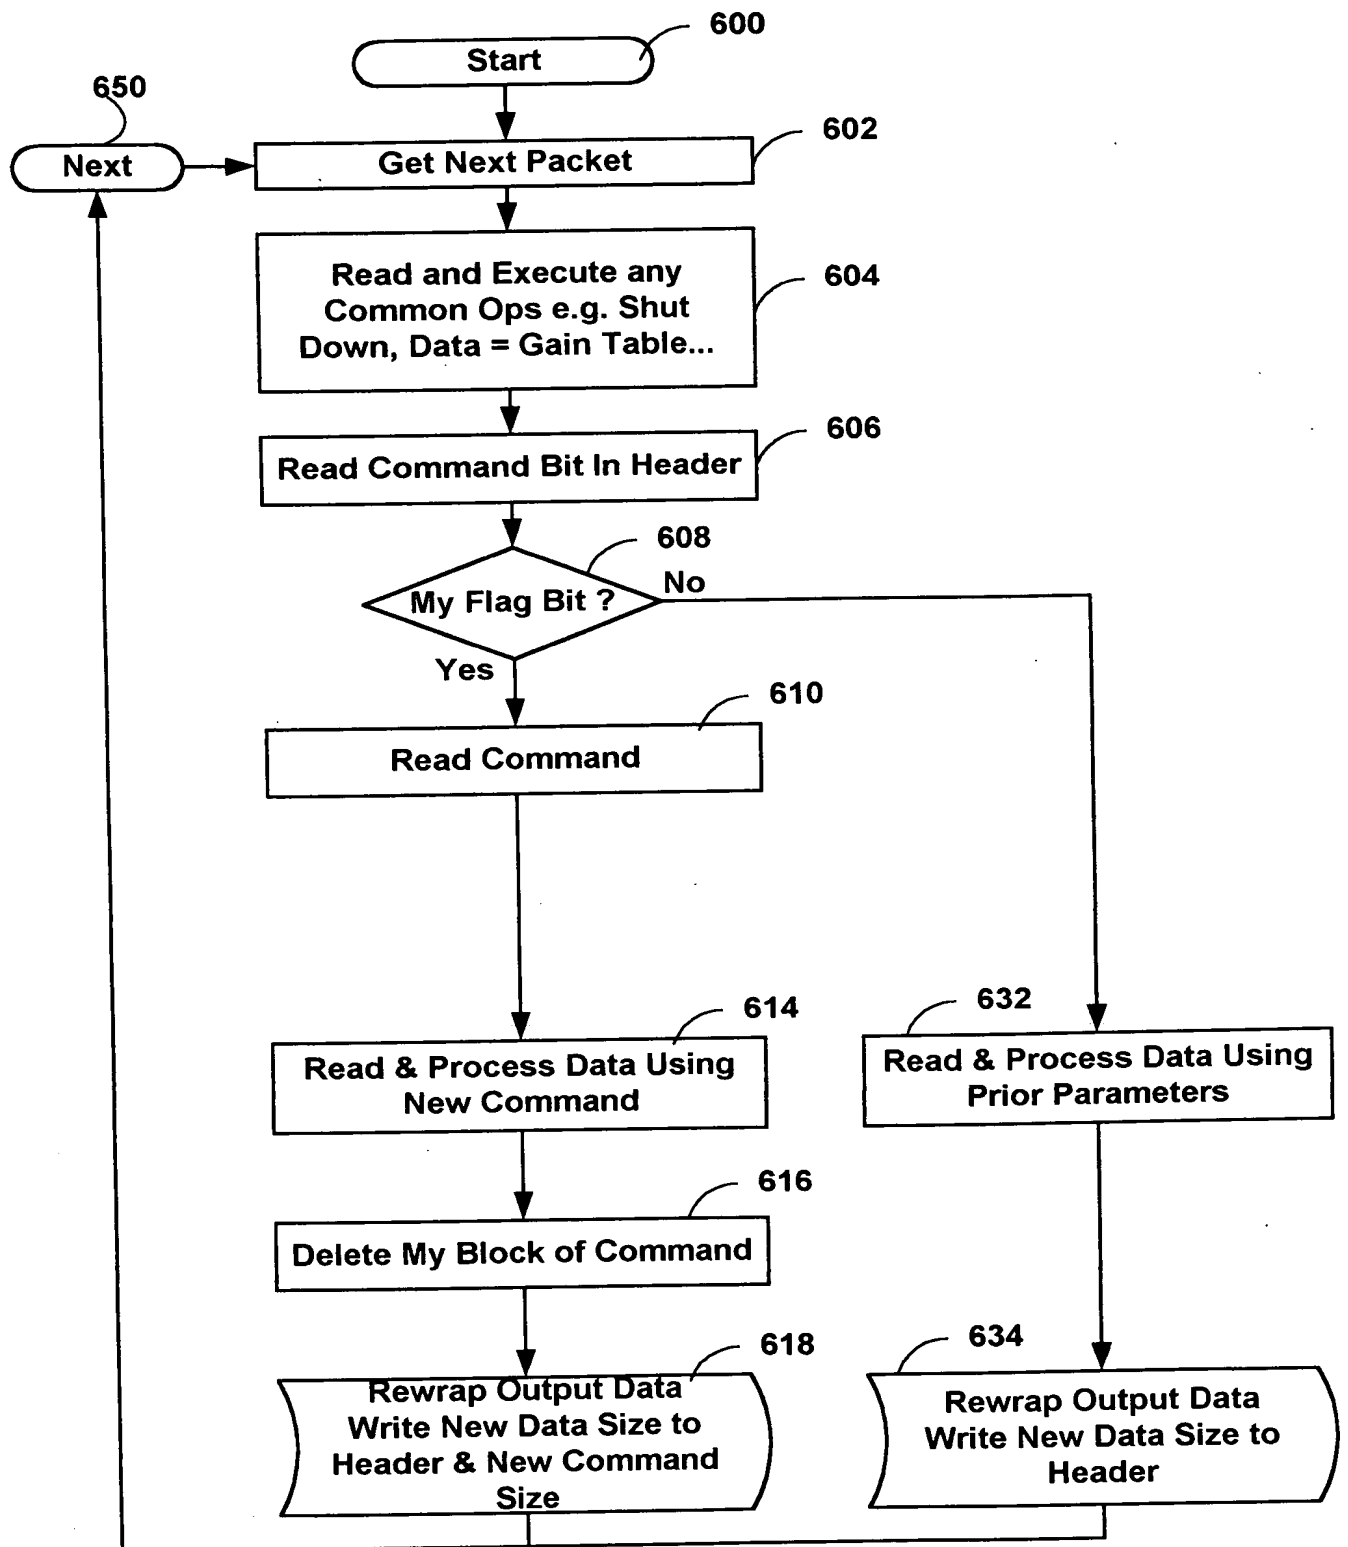 600
Start
650
Next
602
Get Next Packet
604
Read and Execute any
Common Ops e.g. Shut
Down, Data = Gain Table...
606
Read Command Bit In Header
608
My Flag Bit ?
No
Yes
610
Read Command
614
Read & Process Data Using
New Command
632
Read & Process Data Using
Prior Parameters
616
Delete My Block of Command
618
Rewrap Output Data
Write New Data Size to
Header & New Command
Size
634
Rewrap Output Data
Write New Data Size to
Header